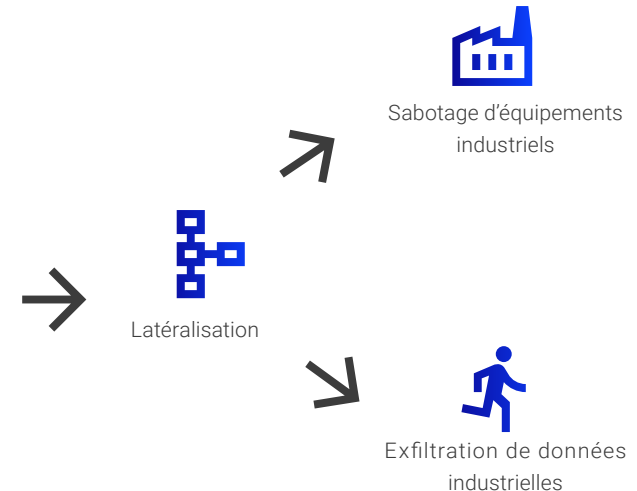 Sabotage d’équipements
industriels
Latéralisation
Exfiltration de données
industrielles